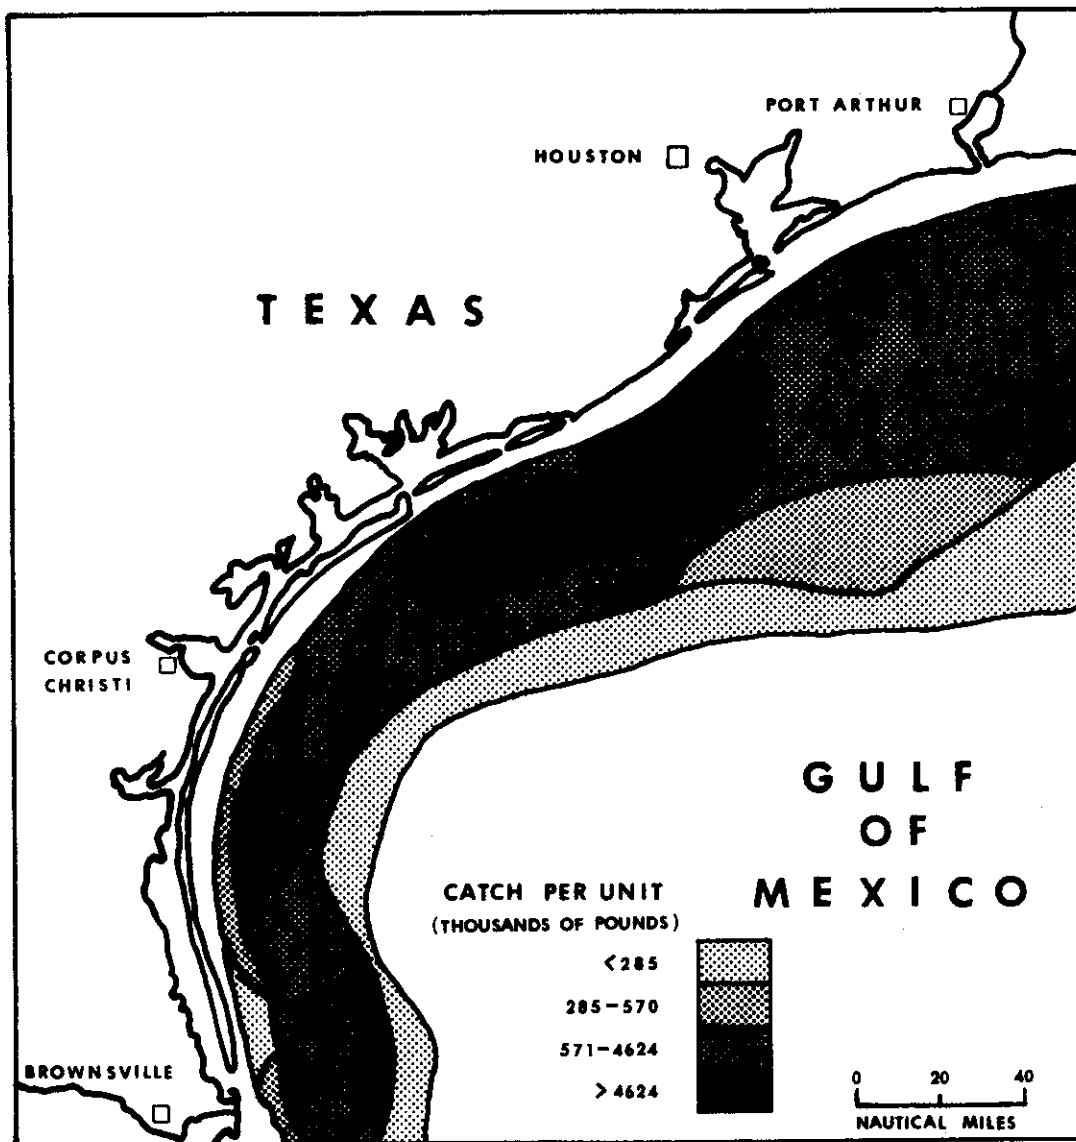 PORT ARTHUR
HOUSTON
TEXAS
CORPUS
CHRISTI
GULF
OF
MEXICO
CATCH PER UNIT
(THOUSANDS OF POUNDS)
<285
285-570
571-4624
>4624
BROWNSVILLE
0 20 40
NAUTICAL MILES